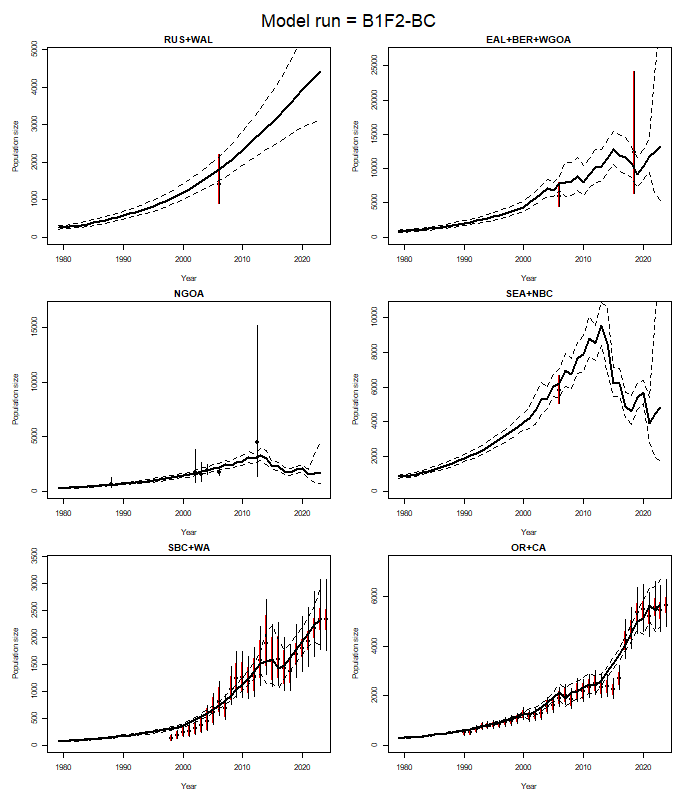 Model run = B1F2-BC
RUS+WAL
EAL+BER+WGOA
Population size
0 1000 2000 3000 4000 5000
1980 1990 2000 2010 2020
Year
Population size
0 5000 10000 15000 20000 25000
1980 1990 2000 2010 2020
Year
NGOA
SEA+NBC
Population size
0 5000 10000 15000
1980 1990 2000 2010 2020
Year
Population size
0 2000 4000 6000 8000 10000
1980 1990 2000 2010 2020
Year
SBC+WA
OR+CA
Population size
0 500 1000 1500 2000 2500 3000 3500
1980 1990 2000 2010 2020
Year
Population size
0 2000 4000 6000
1980 1990 2000 2010 2020
Year